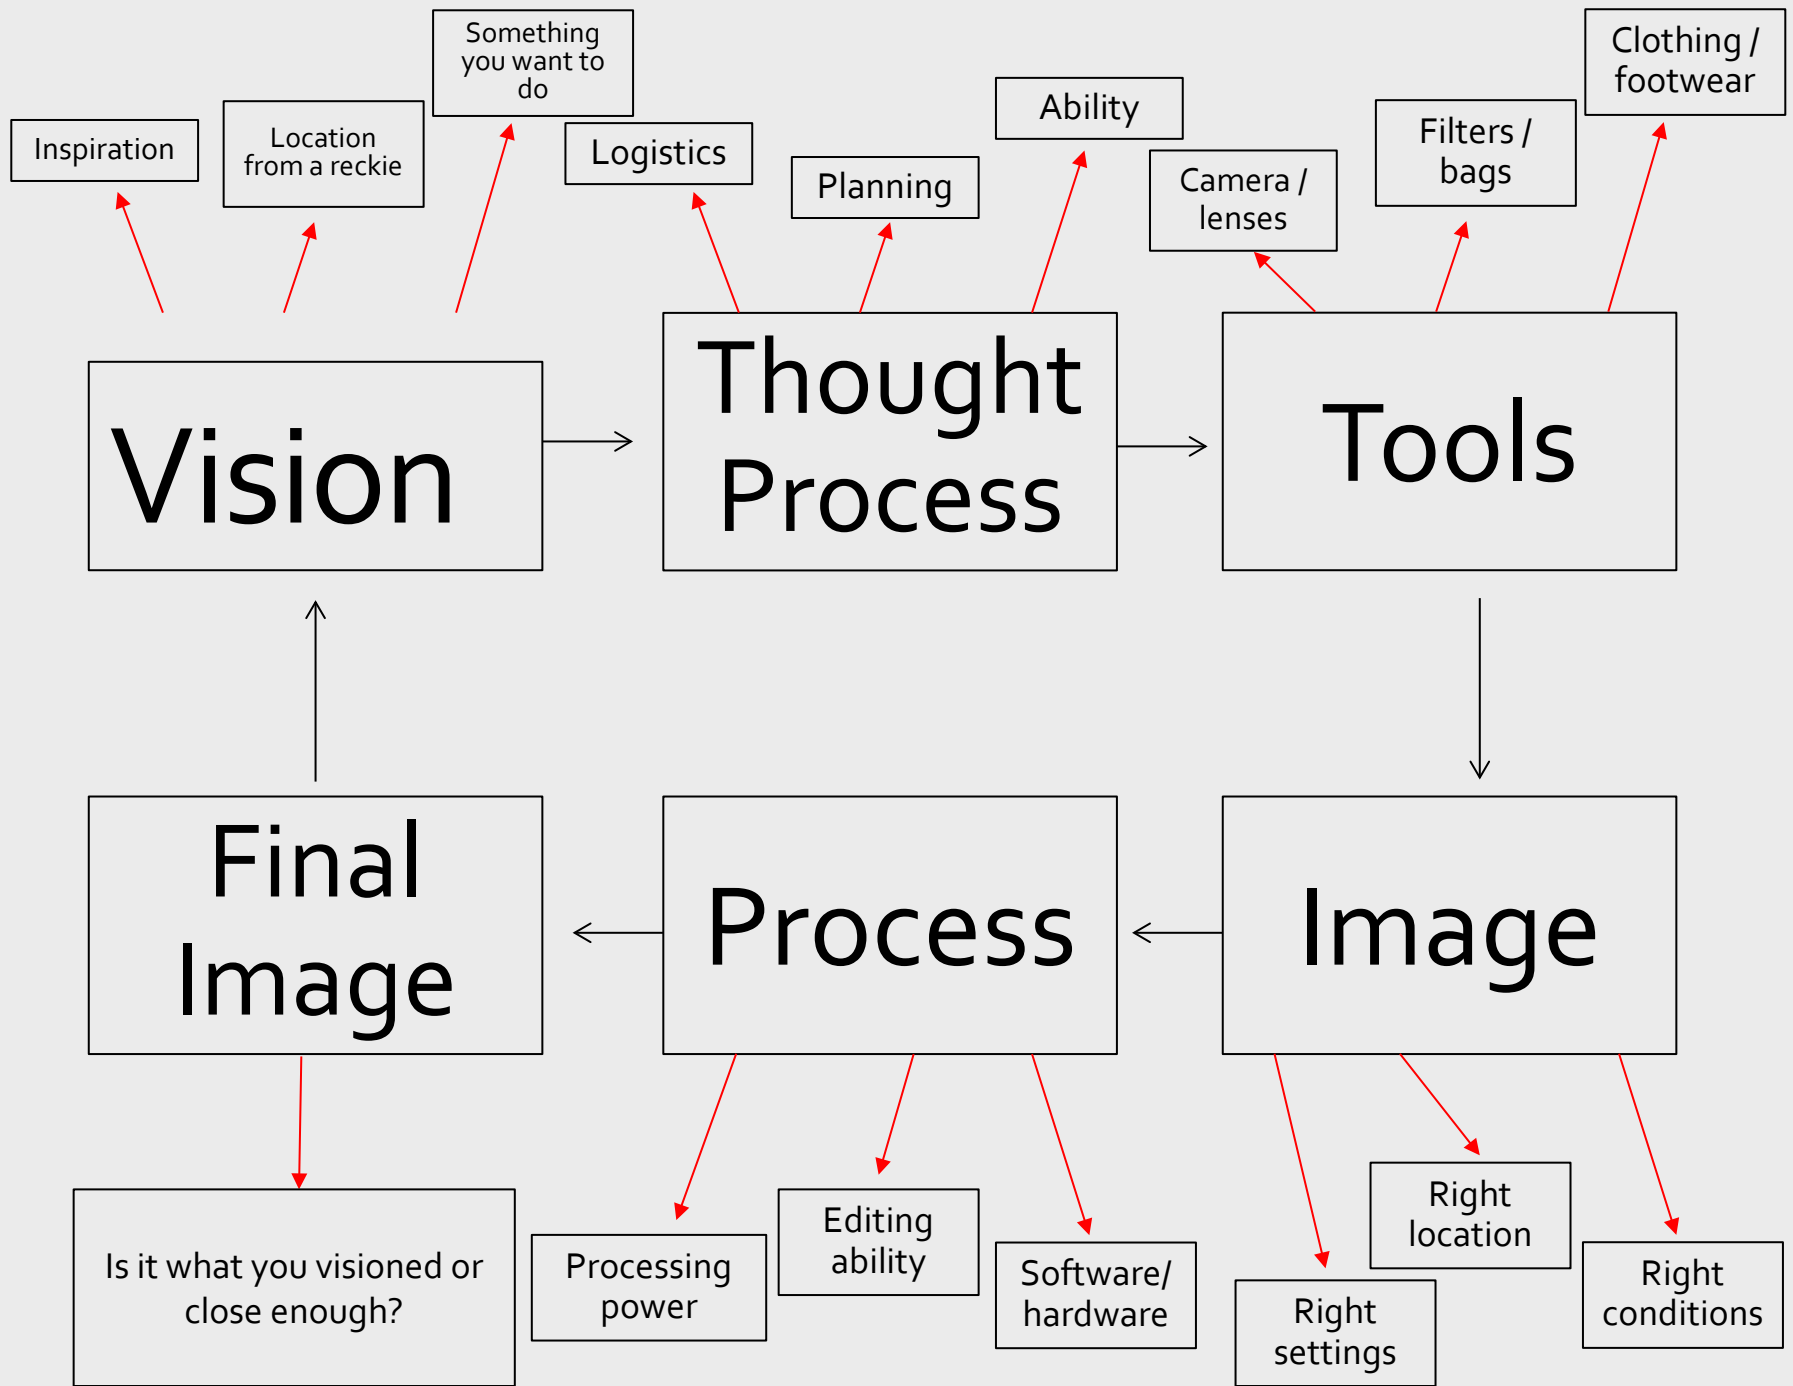 Something
you want to
do
Clothing /
footwear
Inspiration
Location
from a reckie
Logistics
Planning
Ability
Camera /
lenses
Filters /
bags
Vision
Thought
Process
Tools
Final
Image
Process
Image
Is it what you visioned or
close enough?
Processing
power
Editing
ability
Software/
hardware
Right
settings
Right
location
Right
conditions